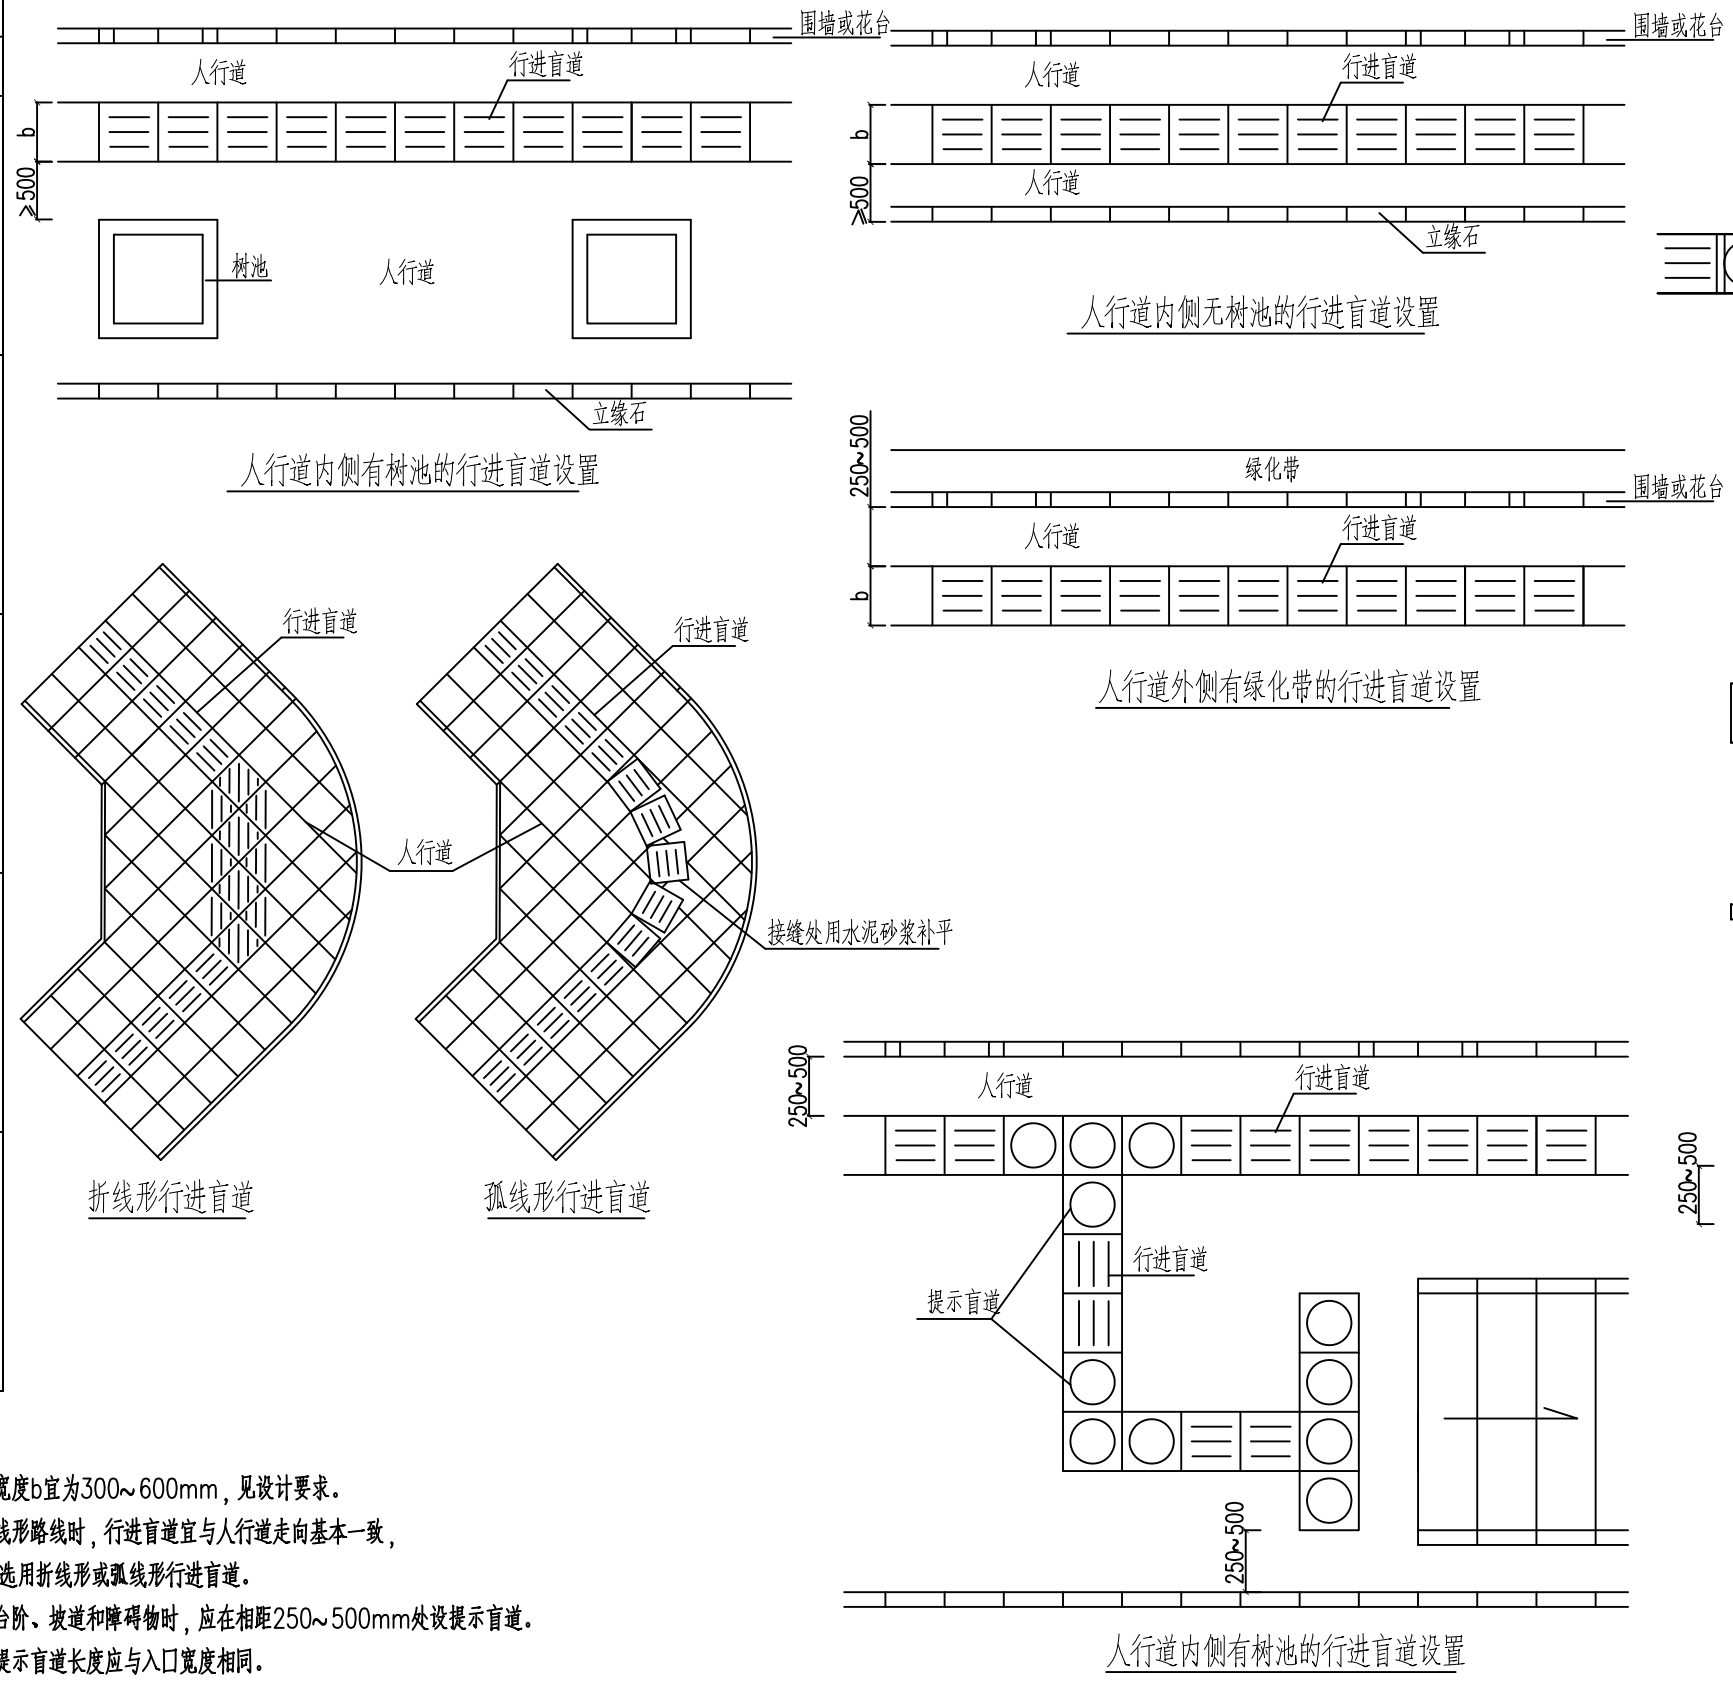 围墙或花台
人行道
行进盲道
b
≥500
树池
人行道
立缘石
人行道内侧有树池的行进盲道设置
围墙或花台
人行道
行进盲道
b
≥500
人行道
立缘石
人行道内侧无树池的行进盲道设置
250~500
绿化带
围墙或花台
人行道
行进盲道
b
人行道外侧有绿化带的行进盲道设置
行进盲道
行进盲道
人行道
接缝处用水泥砂浆补平
折线形行进盲道
孤线形行进盲道
250~500
人行道
行进盲道
250~500
行进盲道
提示盲道
250~500
人行道内侧有树池的行进盲道设置
宽度b宜为300~600mm，见设计要求。
线形路线时，行进盲道宜与人行道走向基本一致，
选用折线形或弧线形行进盲道。
台阶、坡道和障碍物时，应在相距250~500mm处设提示盲道。
提示盲道长度应与入口宽度相同。